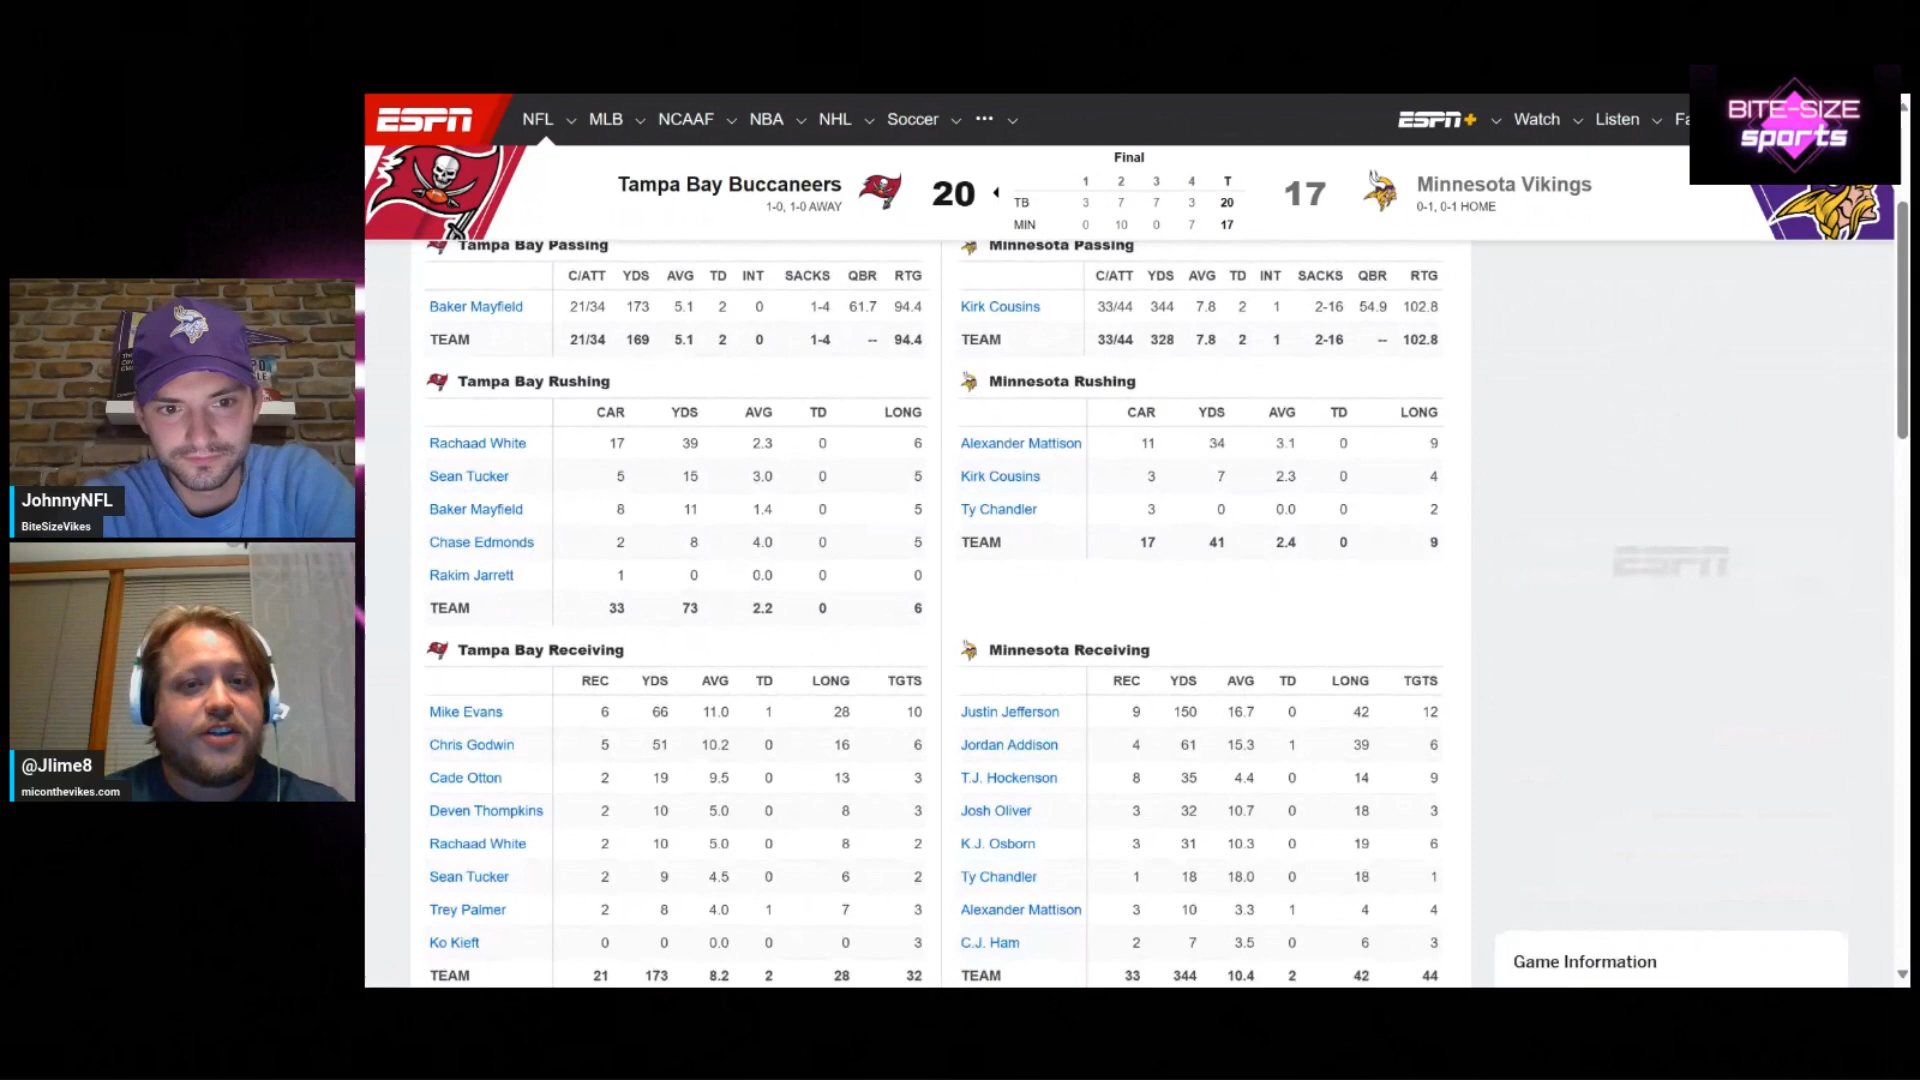 BITE-SIZE
sports
ESPN NFL MLB NCAAF NBA NHL Soccer ••• ESPN+ Watch Listen Fa
Final
Tampa Bay Buccaneers
1-0, 1-0 AWAY
20
1 2 3 4 T
TB 3 7 7 3 20
MIN 0 10 0 7 17
17
Minnesota Vikings
0-1, 0-1 HOME
Tampa Bay Passing
C/ATT YDS AVG TD INT SACKS QBR RTG
Baker Mayfield 21/34 173 5.1 2 0 1-4 61.7 94.4
TEAM 21/34 169 5.1 2 0 1-4 -- 94.4
Minnesota Passing
C/ATT YDS AVG TD INT SACKS QBR RTG
Kirk Cousins 33/44 344 7.8 2 1 2-16 54.9 102.8
TEAM 33/44 328 7.8 2 1 2-16 -- 102.8
Tampa Bay Rushing
CAR YDS AVG TD LONG
Rachaad White 17 39 2.3 0 6
Sean Tucker 5 15 3.0 0 5
Baker Mayfield 8 11 1.4 0 5
Chase Edmonds 2 8 4.0 0 5
Rakim Jarrett 1 0 0.0 0 0
TEAM 33 73 2.2 0 6
Minnesota Rushing
CAR YDS AVG TD LONG
Alexander Mattison 11 34 3.1 0 9
Kirk Cousins 3 7 2.3 0 4
Ty Chandler 3 0 0.0 0 2
TEAM 17 41 2.4 0 9
Tampa Bay Receiving
REC YDS AVG TD LONG TGTS
Mike Evans 6 66 11.0 1 28 10
Chris Godwin 5 51 10.2 0 16 6
Cade Otton 2 19 9.5 0 13 3
Deven Thompkins 2 10 5.0 0 8 3
Rachaad White 2 10 5.0 0 8 2
Sean Tucker 2 9 4.5 0 6 2
Trey Palmer 2 8 4.0 1 7 3
Ko Kieft 0 0 0.0 0 0 3
TEAM 21 173 8.2 2 28 32
Minnesota Receiving
REC YDS AVG TD LONG TGTS
Justin Jefferson 9 150 16.7 0 42 12
Jordan Addison 4 61 15.3 1 39 6
T.J. Hockenson 8 35 4.4 0 14 9
Josh Oliver 3 32 10.7 0 18 3
K.J. Osborn 3 31 10.3 0 19 6
Ty Chandler 1 18 18.0 0 18 1
Alexander Mattison 3 10 3.3 1 4 4
C.J. Ham 2 7 3.5 0 6 3
TEAM 33 344 10.4 2 42 44
ESPN
Game Information
JohnnyNFL
BiteSizeVikes
@Jlime8
miconthevikes.com